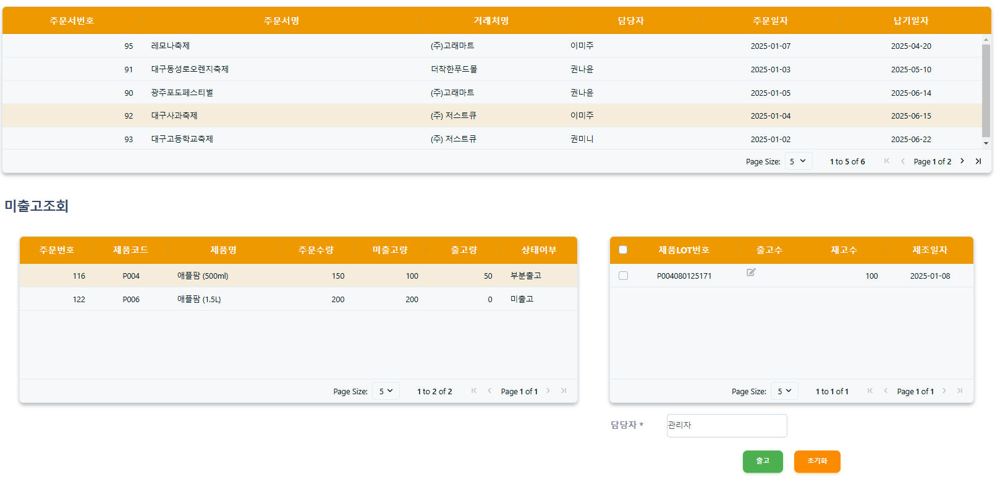 주문서번호 주문서명 거래처명 담당자 주문일자 납기일자
95 레모나축제 (주)고래마트 이미주 2025-01-07 2025-04-20
91 대구동성로오렌지축제 더착한푸드몰 권나윤 2025-01-03 2025-05-10
90 광주포도페스티벌 (주)고래마트 권나윤 2025-01-05 2025-06-14
92 대구사과축제 (주) 저스트큐 이미주 2025-01-04 2025-06-15
93 대구고등학교축제 (주) 저스트큐 권미니 2025-01-02 2025-06-22
Page Size: 5 1 to 5 of 6 Page 1 of 2
미출고조회
주문번호 제품코드 제품명 주문수량 미출고량 출고량 상태여부
116 P004 애플팜 (500ml) 150 100 50 부분출고
122 P006 애플팜 (1.5L) 200 200 0 미출고
Page Size: 5 1 to 2 of 2 Page 1 of 1
제품LOT번호 출고수 재고수 제조일자
P004080125171 100 2025-01-08
Page Size: 5 1 to 1 of 1 Page 1 of 1
담당자 * 관리자
출고 초기화